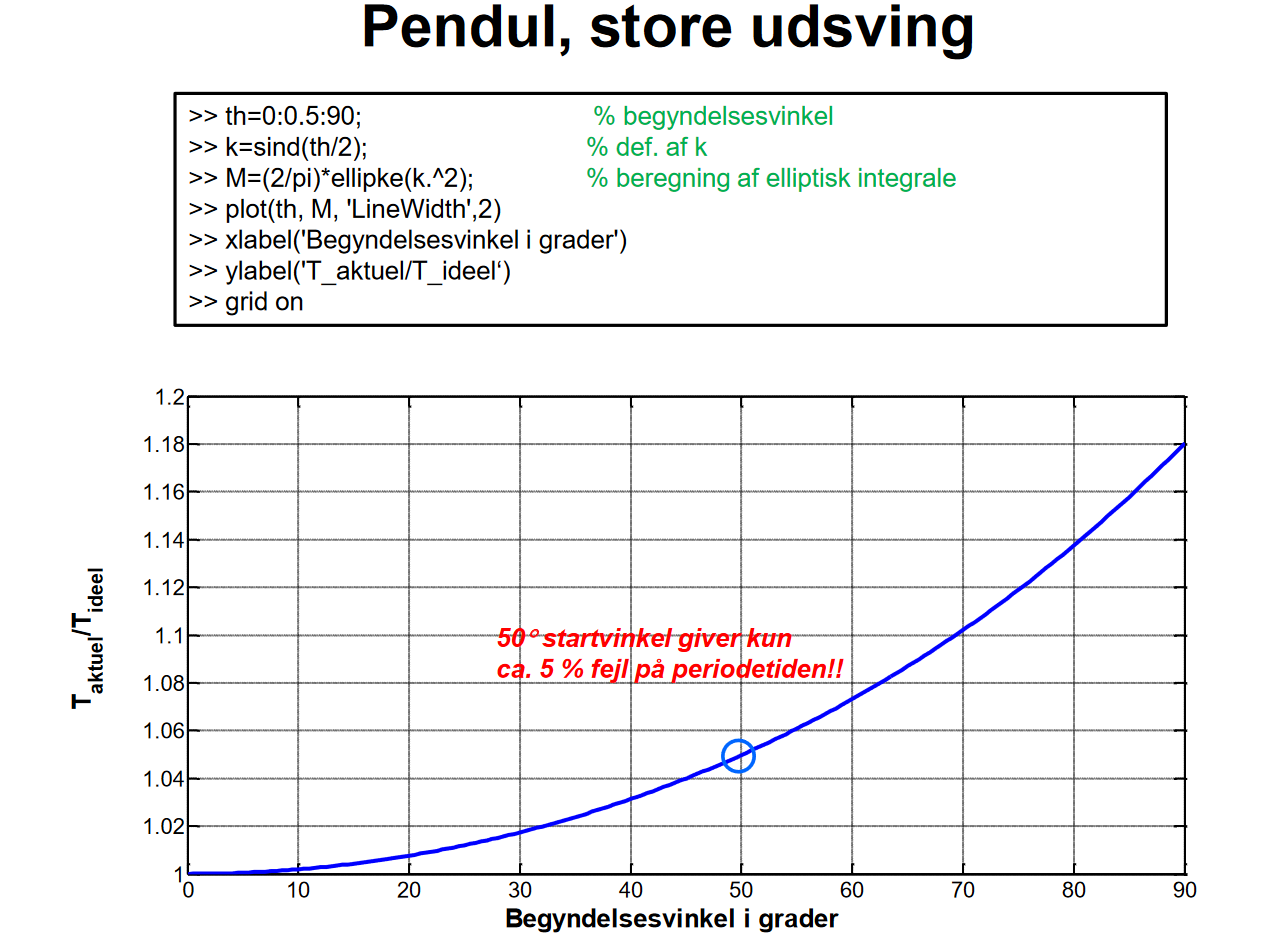 Pendul, store udsving
>> th=0:0.5:90; % begyndelsesvinkel
>> k=sind(th/2); % def. af k
>> M=(2/pi)*ellipke(k.^2); % beregning af elliptisk integrale
>> plot(th, M, 'LineWidth',2)
>> xlabel('Begyndelsesvinkel i grader')
>> ylabel('T_aktuel/T_ideel‘)
>> grid on
1.2
1.18
1.16
1.14
1.12
1.1
1.08
1.06
1.04
1.02
1
T_aktuel/T_ideel
50° startvinkel giver kun
ca. 5 % fejl på periodetiden!!
0 10 20 30 40 50 60 70 80 90
Begyndelsesvinkel i grader